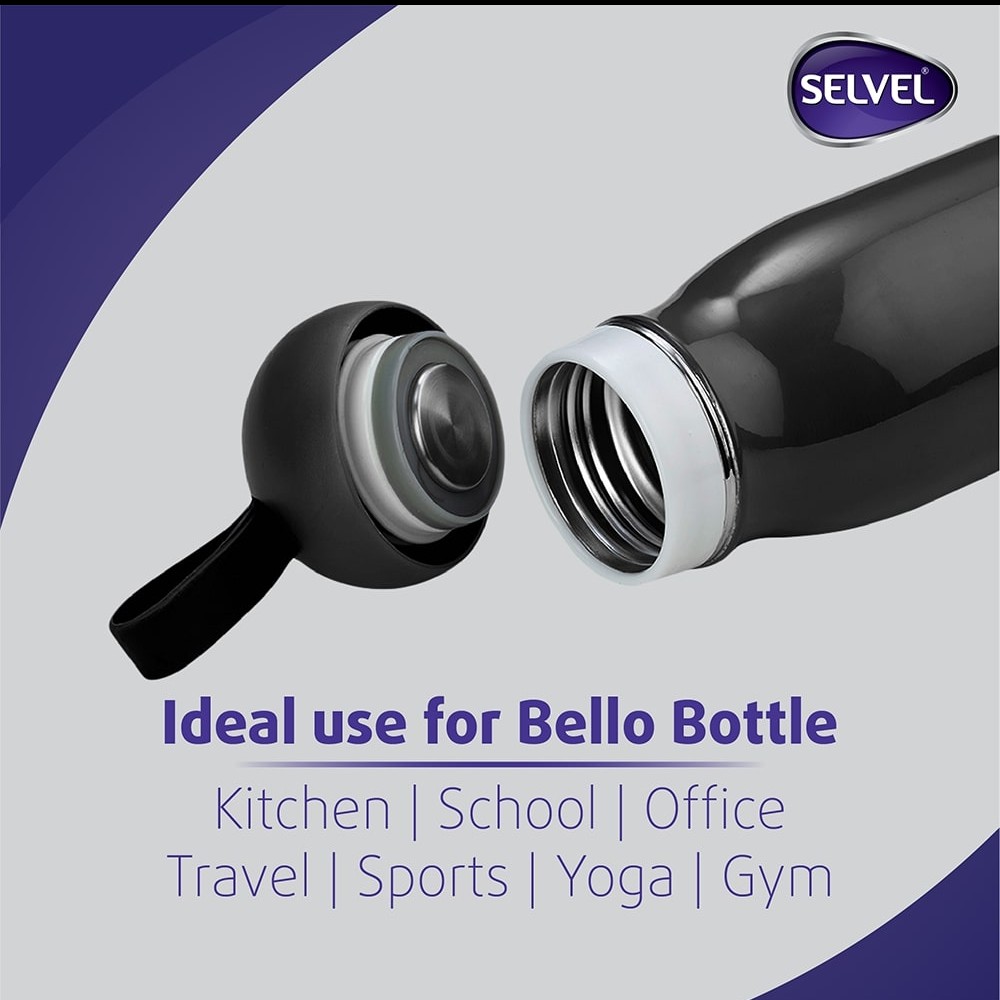 SELVEL®
Ideal use for Bello Bottle
Kitchen | School | Office
Travel | Sports | Yoga | Gym